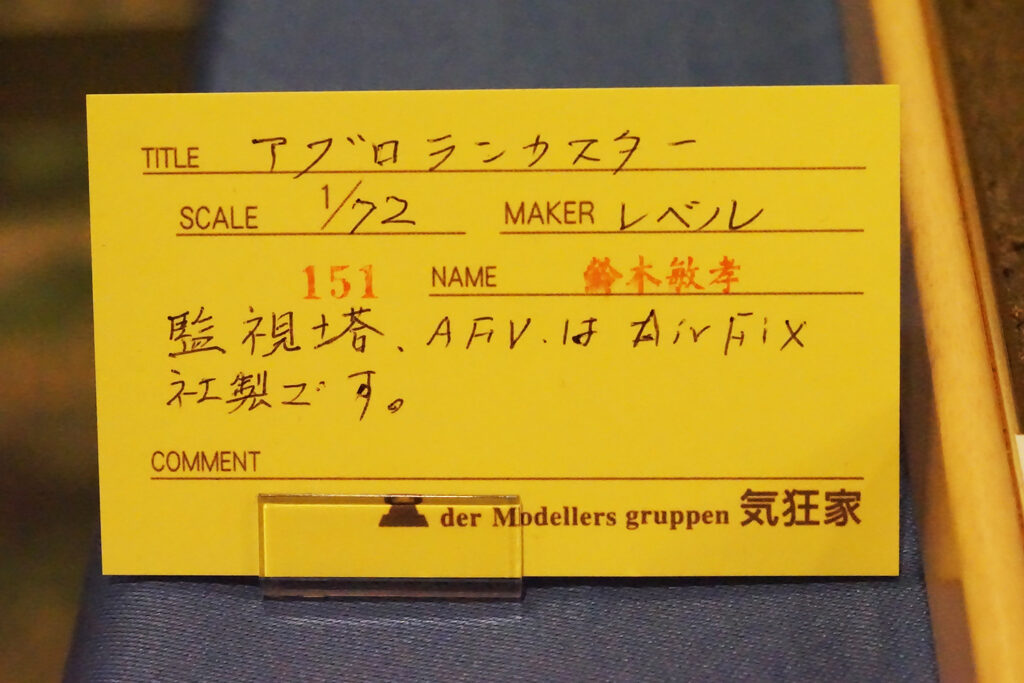 TITLE アブロランカスター
SCALE 1/72 MAKER レベル
151 NAME 鈴木敏孝
監視塔、AFV.は AirFix
社製です。
COMMENT
der Modellers gruppen 気狂家